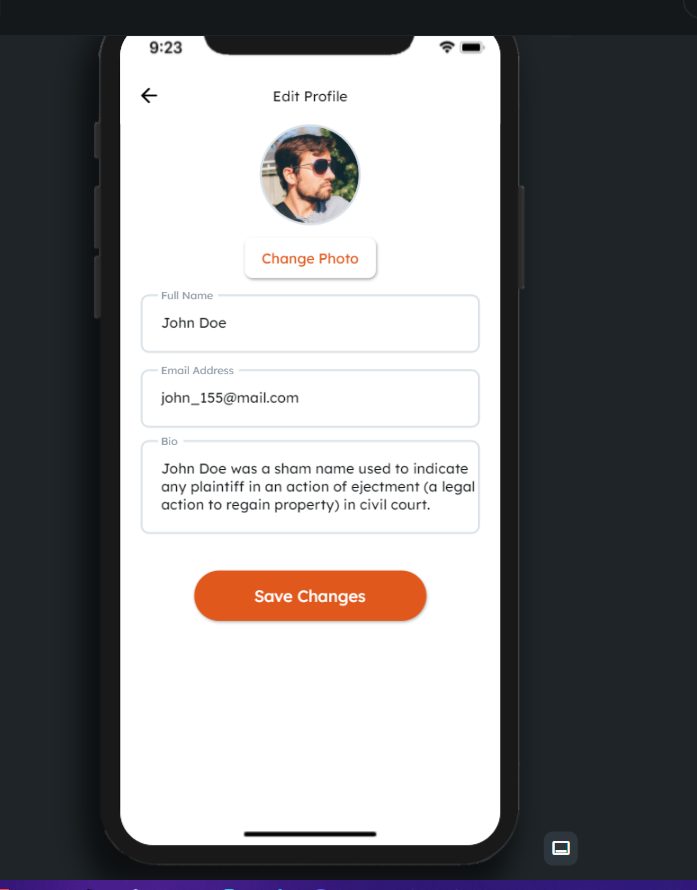 9:23
Edit Profile
Change Photo
Full Name
John Doe
Email Address
john_155@mail.com
Bio
John Doe was a sham name used to indicate
any plaintiff in an action of ejectment (a legal
action to regain property) in civil court.
Save Changes